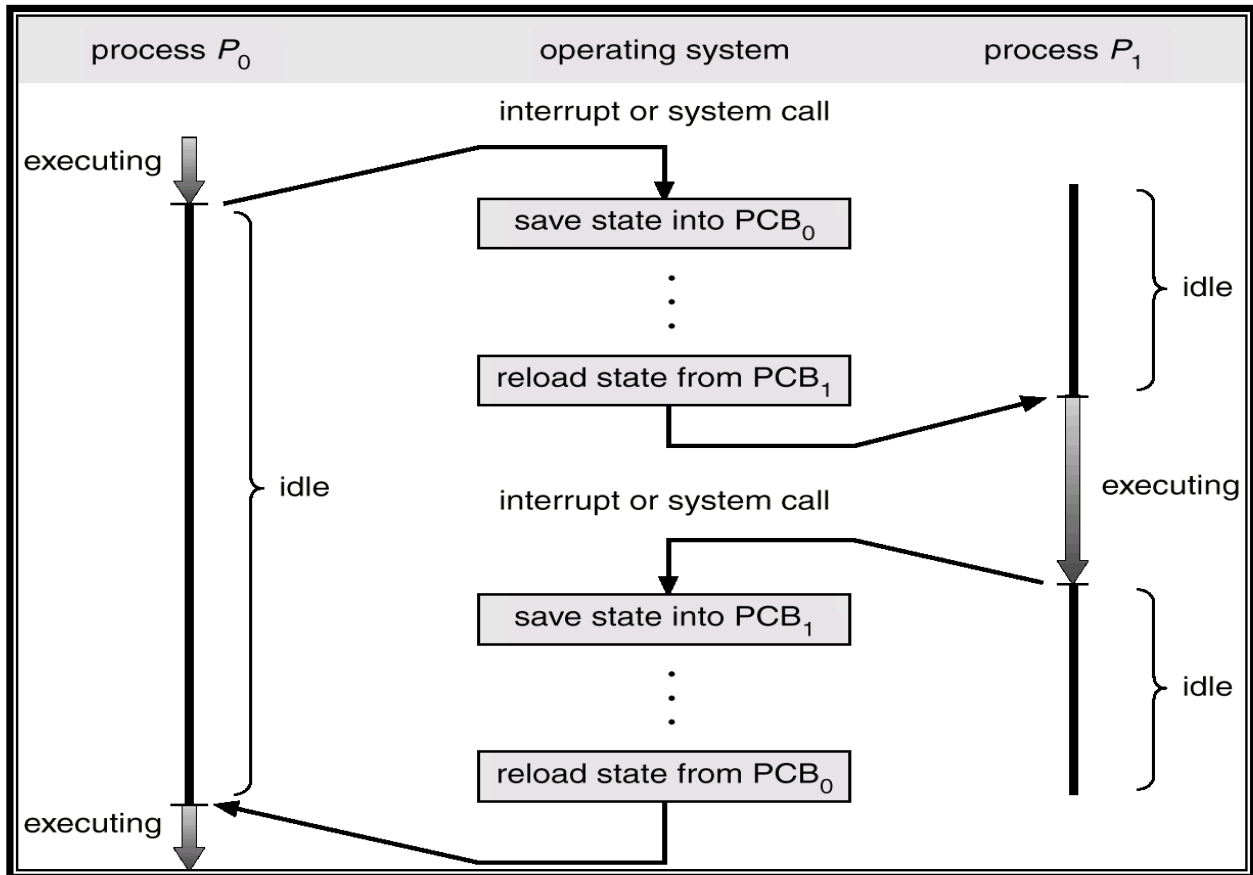 process P₀ operating system process P₁
interrupt or system call
executing
save state into PCB₀
idle
reload state from PCB₁
idle
interrupt or system call
executing
save state into PCB₁
idle
reload state from PCB₀
executing